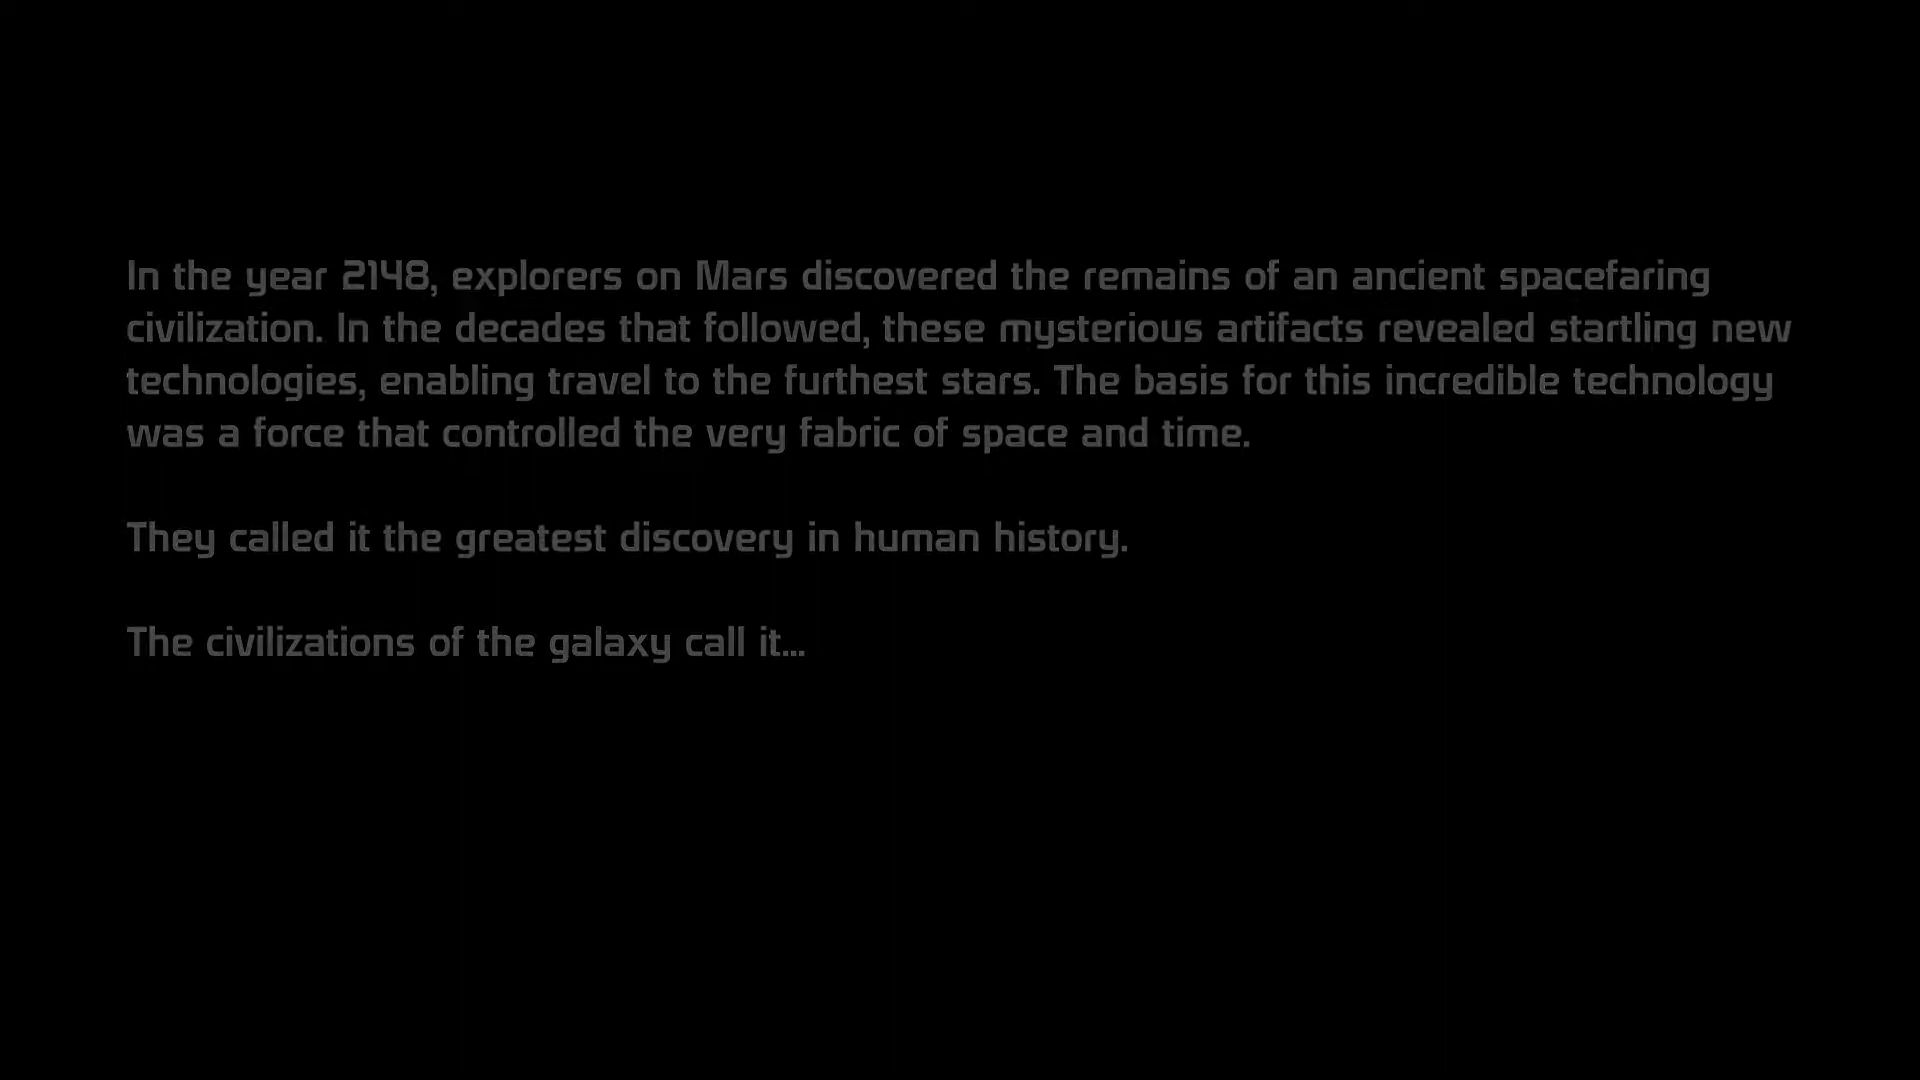 In the year 2148, explorers on Mars discovered the remains of an ancient spacefaring
civilization. In the decades that followed, these mysterious artifacts revealed startling new
technologies, enabling travel to the furthest stars. The basis for this incredible technology
was a force that controlled the very fabric of space and time.
They called it the greatest discovery in human history.
The civilizations of the galaxy call it...